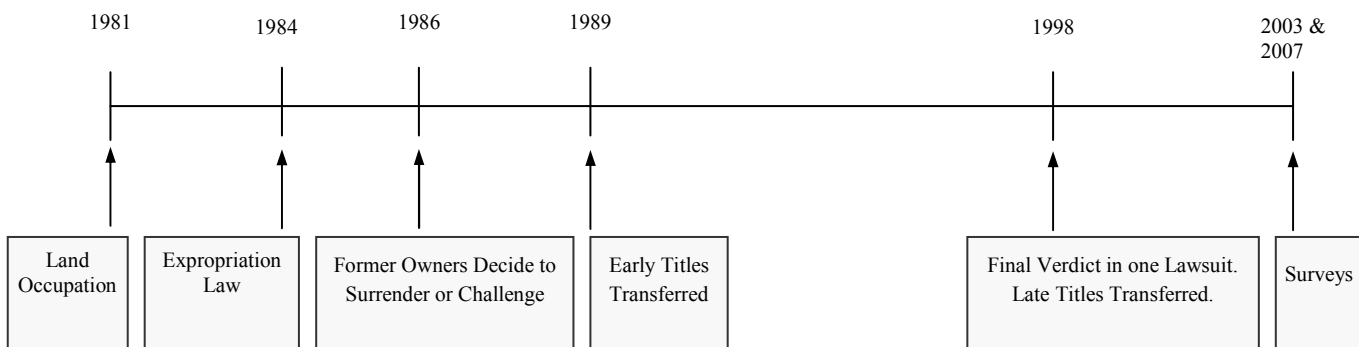 1981
1984
1986
1989
1998
2003 &
2007
Land
Occupation
Expropriation
Law
Former Owners Decide to
Surrender or Challenge
Early Titles
Transferred
Final Verdict in one Lawsuit.
Late Titles Transferred.
Surveys